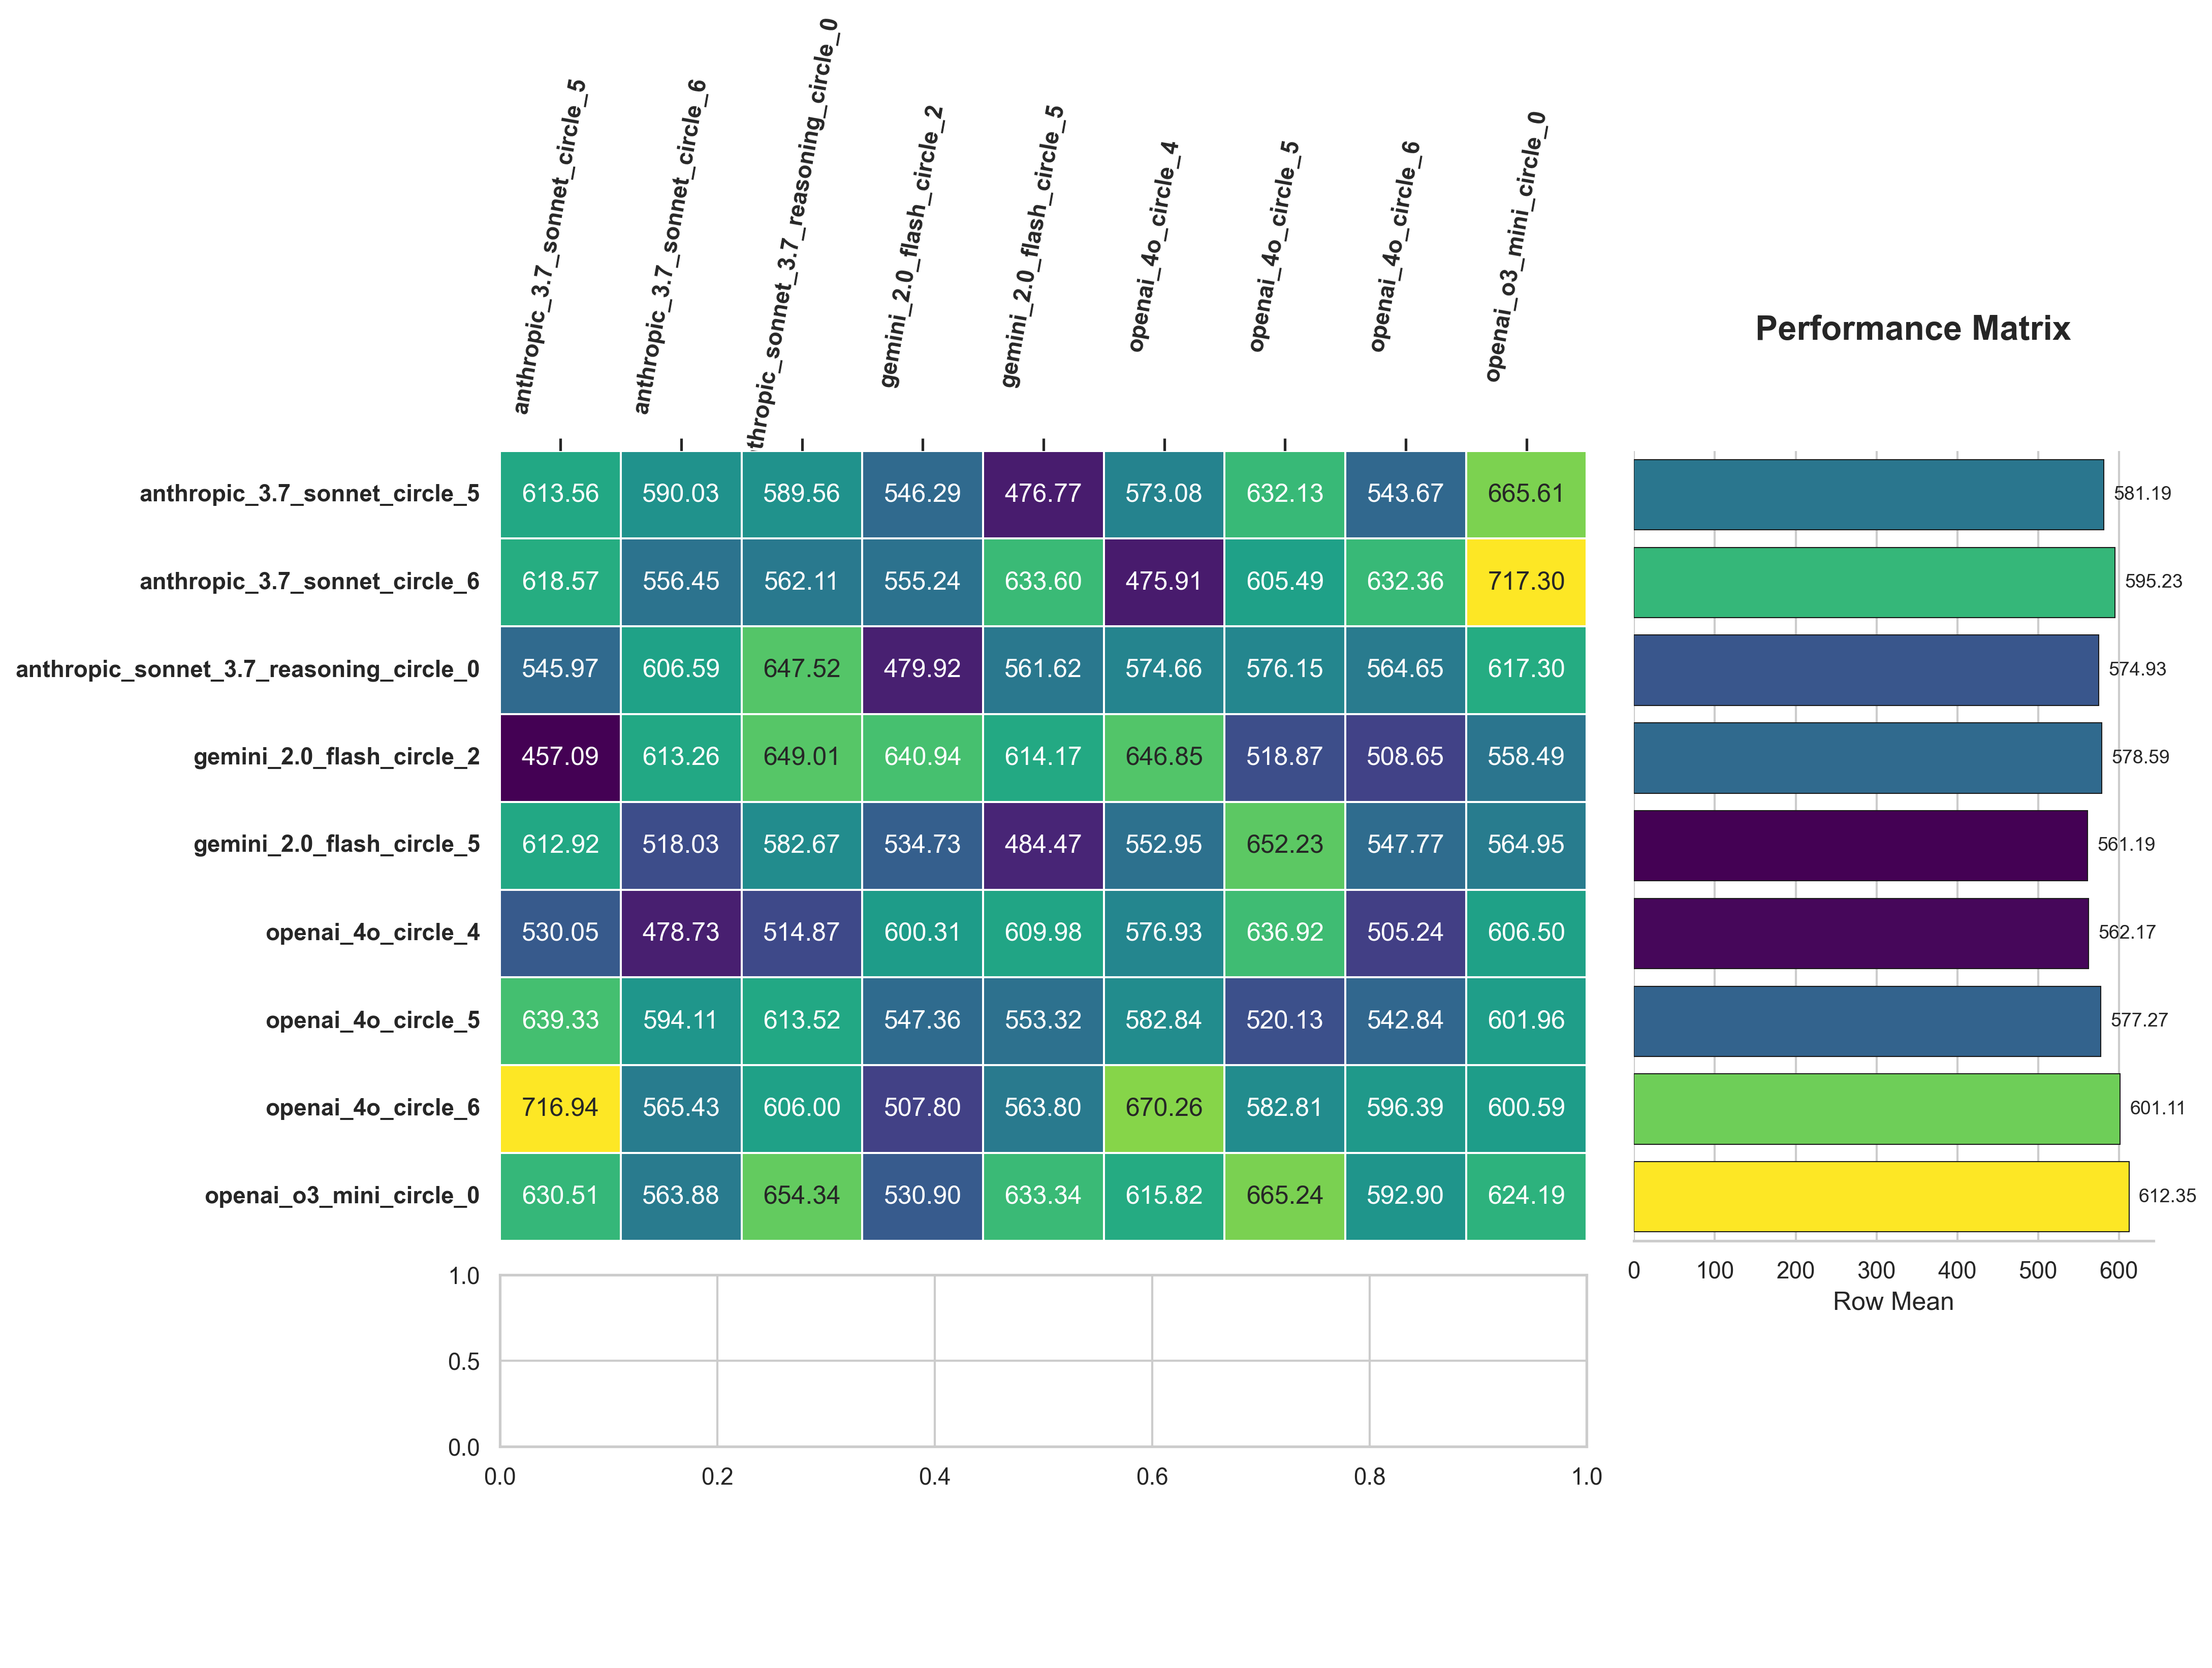 anthropic_3.7_sonnet_circle_5
anthropic_3.7_sonnet_circle_6
thropic_sonnet_3.7_reasoning_circle_0
gemini_2.0_flash_circle_2
gemini_2.0_flash_circle_5
openai_4o_circle_4
openai_4o_circle_5
openai_4o_circle_6
openai_o3_mini_circle_0
Performance Matrix
anthropic_3.7_sonnet_circle_5 613.56 590.03 589.56 546.29 476.77 573.08 632.13 543.67 665.61 581.19
anthropic_3.7_sonnet_circle_6 618.57 556.45 562.11 555.24 633.60 475.91 605.49 632.36 717.30 595.23
anthropic_sonnet_3.7_reasoning_circle_0 545.97 606.59 647.52 479.92 561.62 574.66 576.15 564.65 617.30 574.93
gemini_2.0_flash_circle_2 457.09 613.26 649.01 640.94 614.17 646.85 518.87 508.65 558.49 578.59
gemini_2.0_flash_circle_5 612.92 518.03 582.67 534.73 484.47 552.95 652.23 547.77 564.95 561.19
openai_4o_circle_4 530.05 478.73 514.87 600.31 609.98 576.93 636.92 505.24 606.50 562.17
openai_4o_circle_5 639.33 594.11 613.52 547.36 553.32 582.84 520.13 542.84 601.96 577.27
openai_4o_circle_6 716.94 565.43 606.00 507.80 563.80 670.26 582.81 596.39 600.59 601.11
openai_o3_mini_circle_0 630.51 563.88 654.34 530.90 633.34 615.82 665.24 592.90 624.19 612.35
0 100 200 300 400 500 600
Row Mean
1.0
0.5
0.0
0.0 0.2 0.4 0.6 0.8 1.0